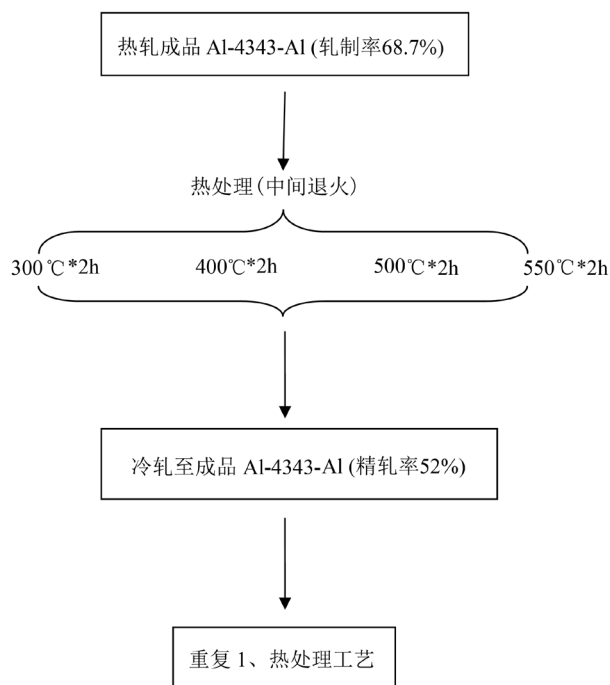 热轧成品 Al-4343-Al (轧制率68.7%)
热处理(中间退火)
300℃*2h 400℃*2h 500℃*2h 550℃*2h
冷轧至成品 Al-4343-Al (精轧率52%)
重复 1、热处理工艺